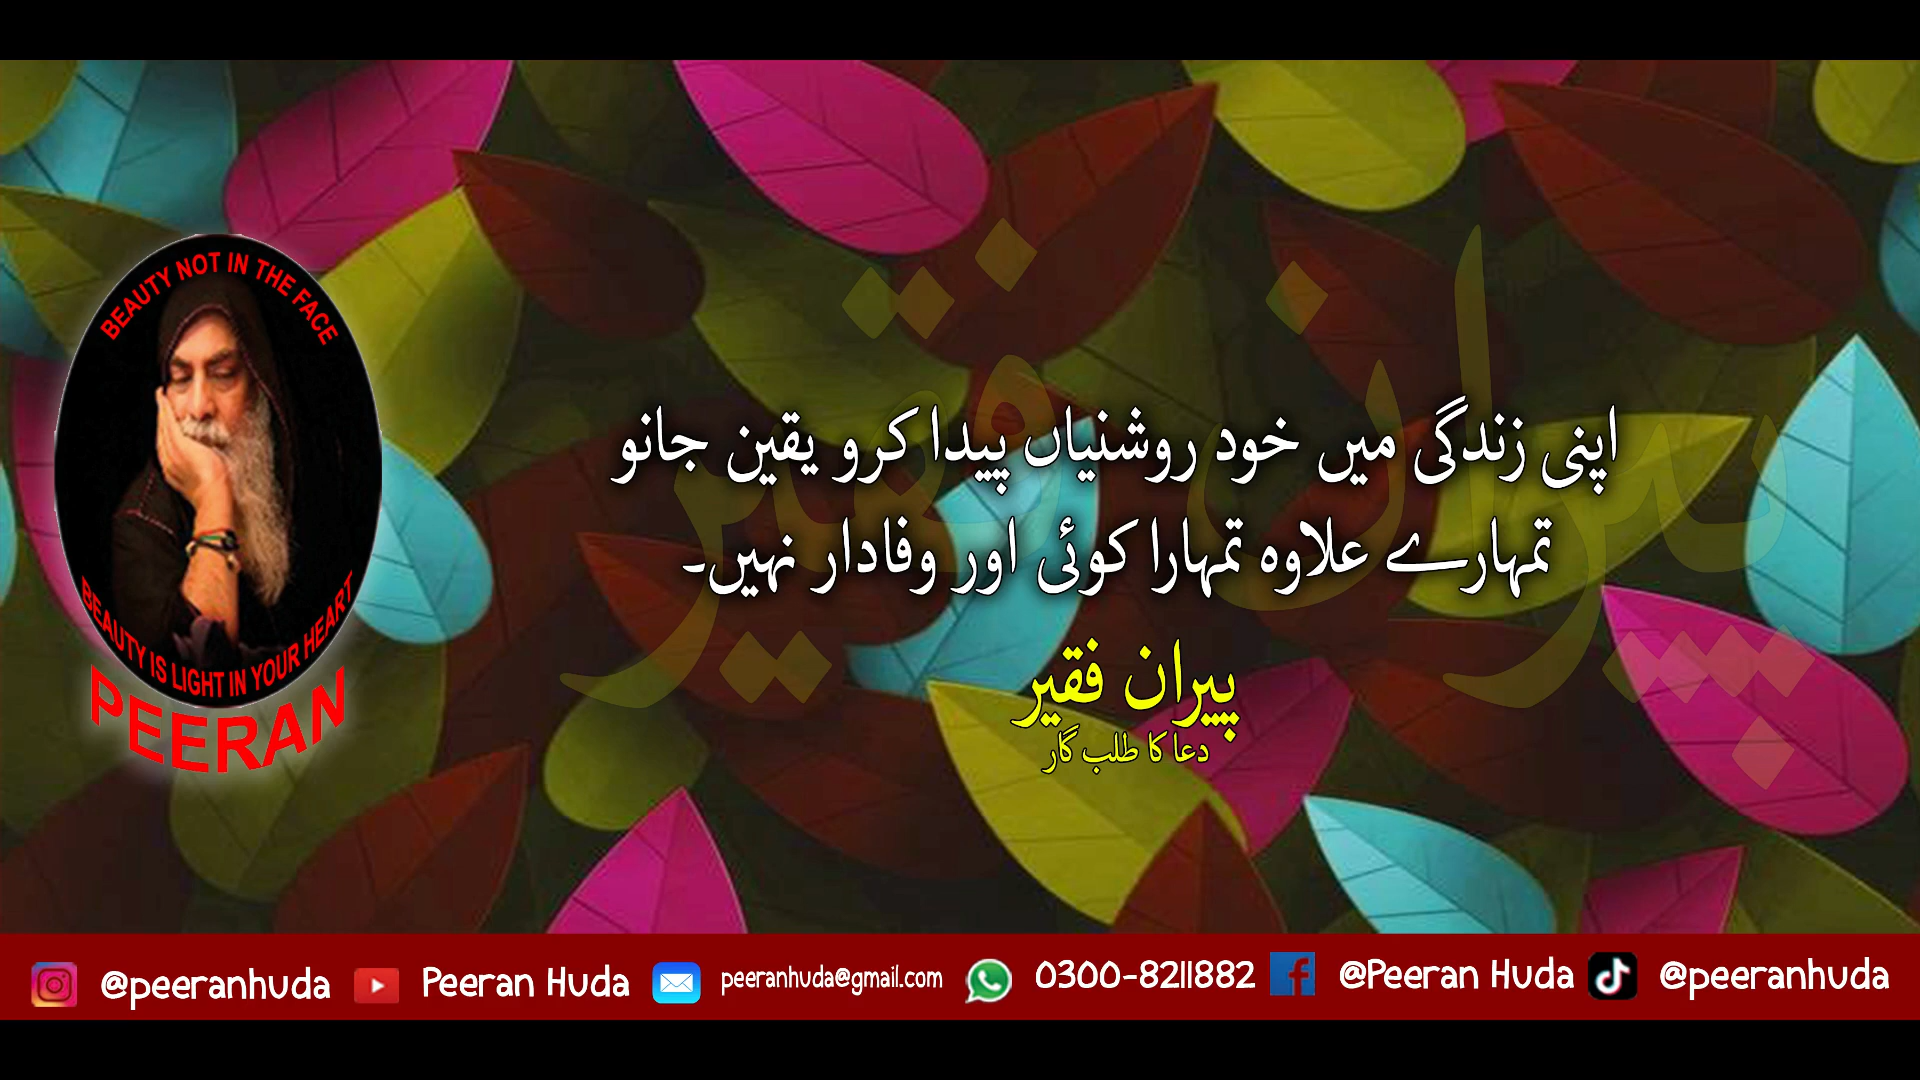 BEAUTY NOT IN THE FACE
BEAUTY IS LIGHT IN YOUR HEART
PEERAN
پیران فقیر
اپنی زندگی میں خود روشنیاں پیدا کرو یقین جانو
تمہارے علاوہ تمہارا کوئی اور وفادار نہیں۔
پیران فقیر
دعا کا طلب گار
@peeranhuda Peeran Huda peeranhuda@gmail.com 0300-8211882 @Peeran Huda @peeranhuda